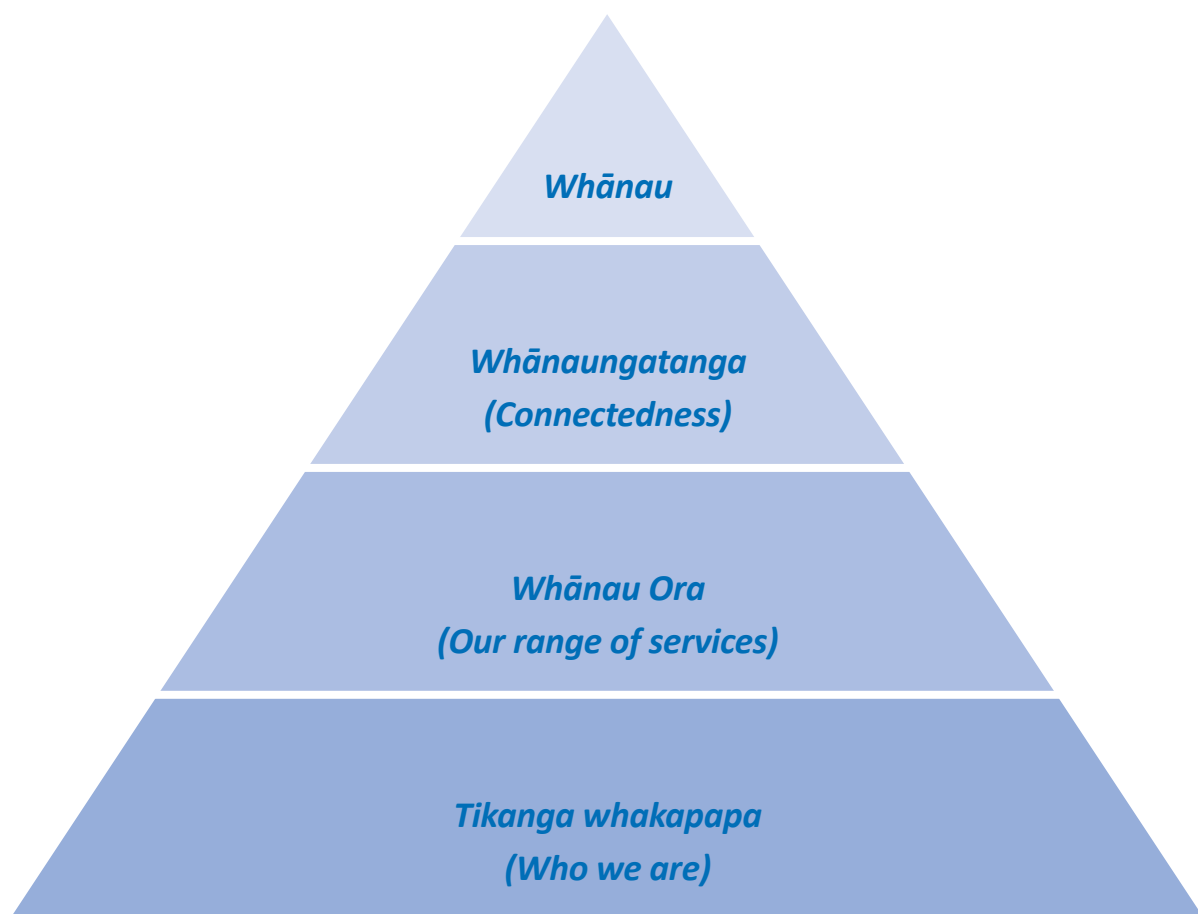 Whānau
Whānaungatanga
(Connectedness)
Whānau Ora
(Our range of services)
Tikanga whakapapa
(Who we are)